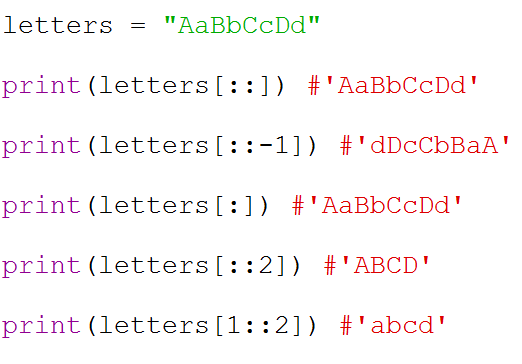 letters = "AaBbCcDd"
print(letters[::]) #'AaBbCcDd'
print(letters[::-1]) #'dDcCbBaA'
print(letters[:]) #'AaBbCcDd'
print(letters[::2]) #'ABCD'
print(letters[1::2]) #'abcd'